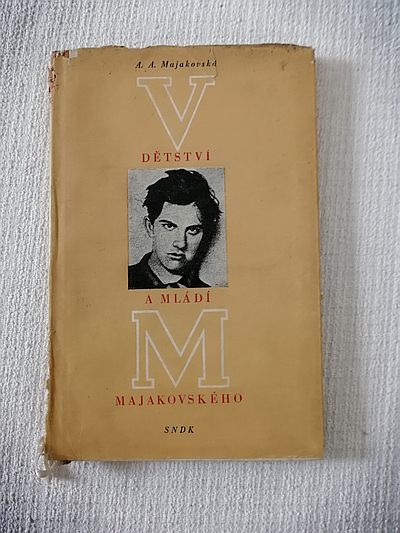 A. A. Majakovská
V
DĚTSTVÍ
A MLÁDÍ
M
MAJAKOVSKÉHO
SNDK